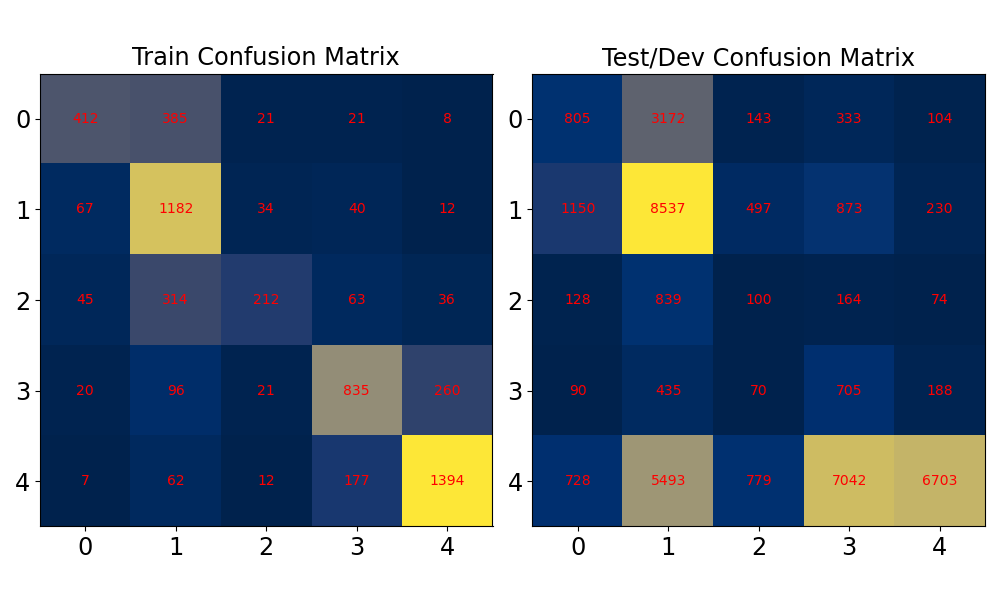 Train Confusion Matrix
Test/Dev Confusion Matrix
0 412 385 21 21 8
1 67 1182 34 40 12
2 45 314 212 63 36
3 20 96 21 835 260
4 7 62 12 177 1394
0 1 2 3 4
0 805 3172 143 333 104
1 1150 8537 497 873 230
2 128 839 100 164 74
3 90 435 70 705 188
4 728 5493 779 7042 6703
0 1 2 3 4